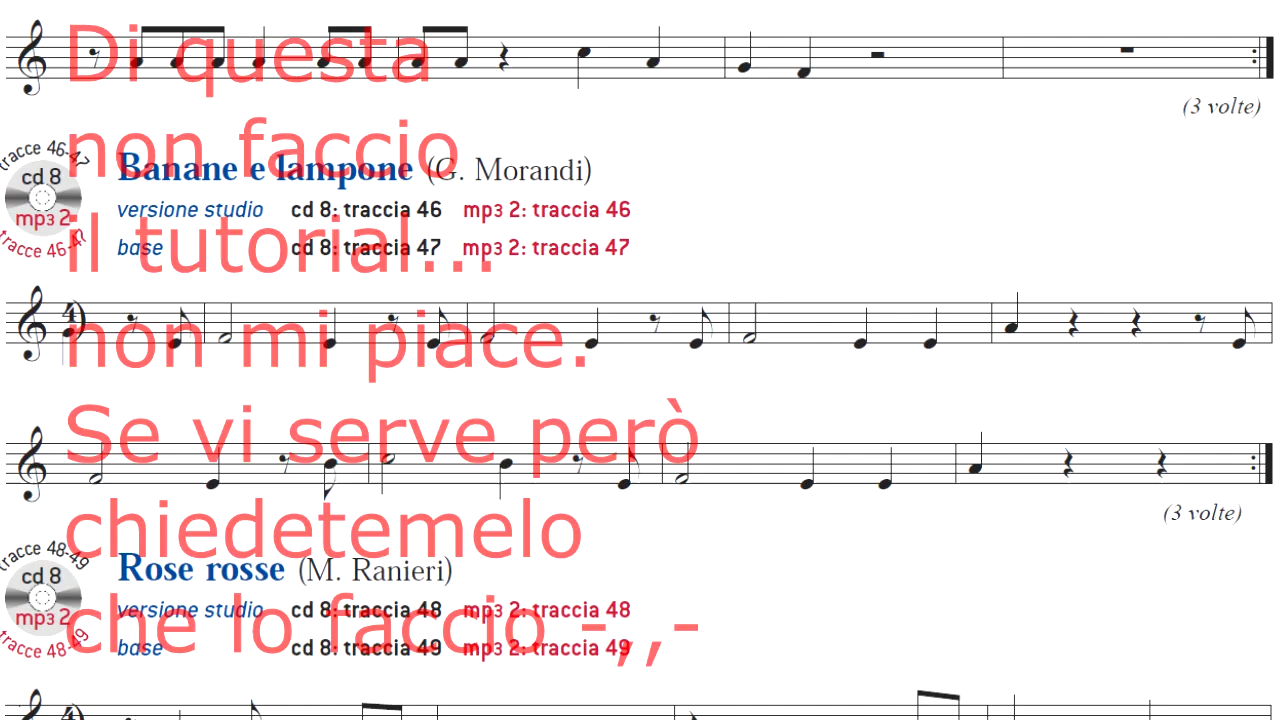 Di questa
(3 volte)
non faccio
tracce 46-47
cd 8
mp3 2
tracce 46-47
Banane e lampone (G. Morandi)
versione studio cd 8: traccia 46 mp3 2: traccia 46
il tutorial...
base cd 8: traccia 47 mp3 2: traccia 47
4
non mi piace.
Se vi serve però
(3 volte)
chiedetemelo
tracce 48-49
cd 8
mp3 2
tracce 48-49
Rose rosse (M. Ranieri)
versione studio cd 8: traccia 48 mp3 2: traccia 48
che lo faccio -,,-
base cd 8: traccia 49 mp3 2: traccia 49
4